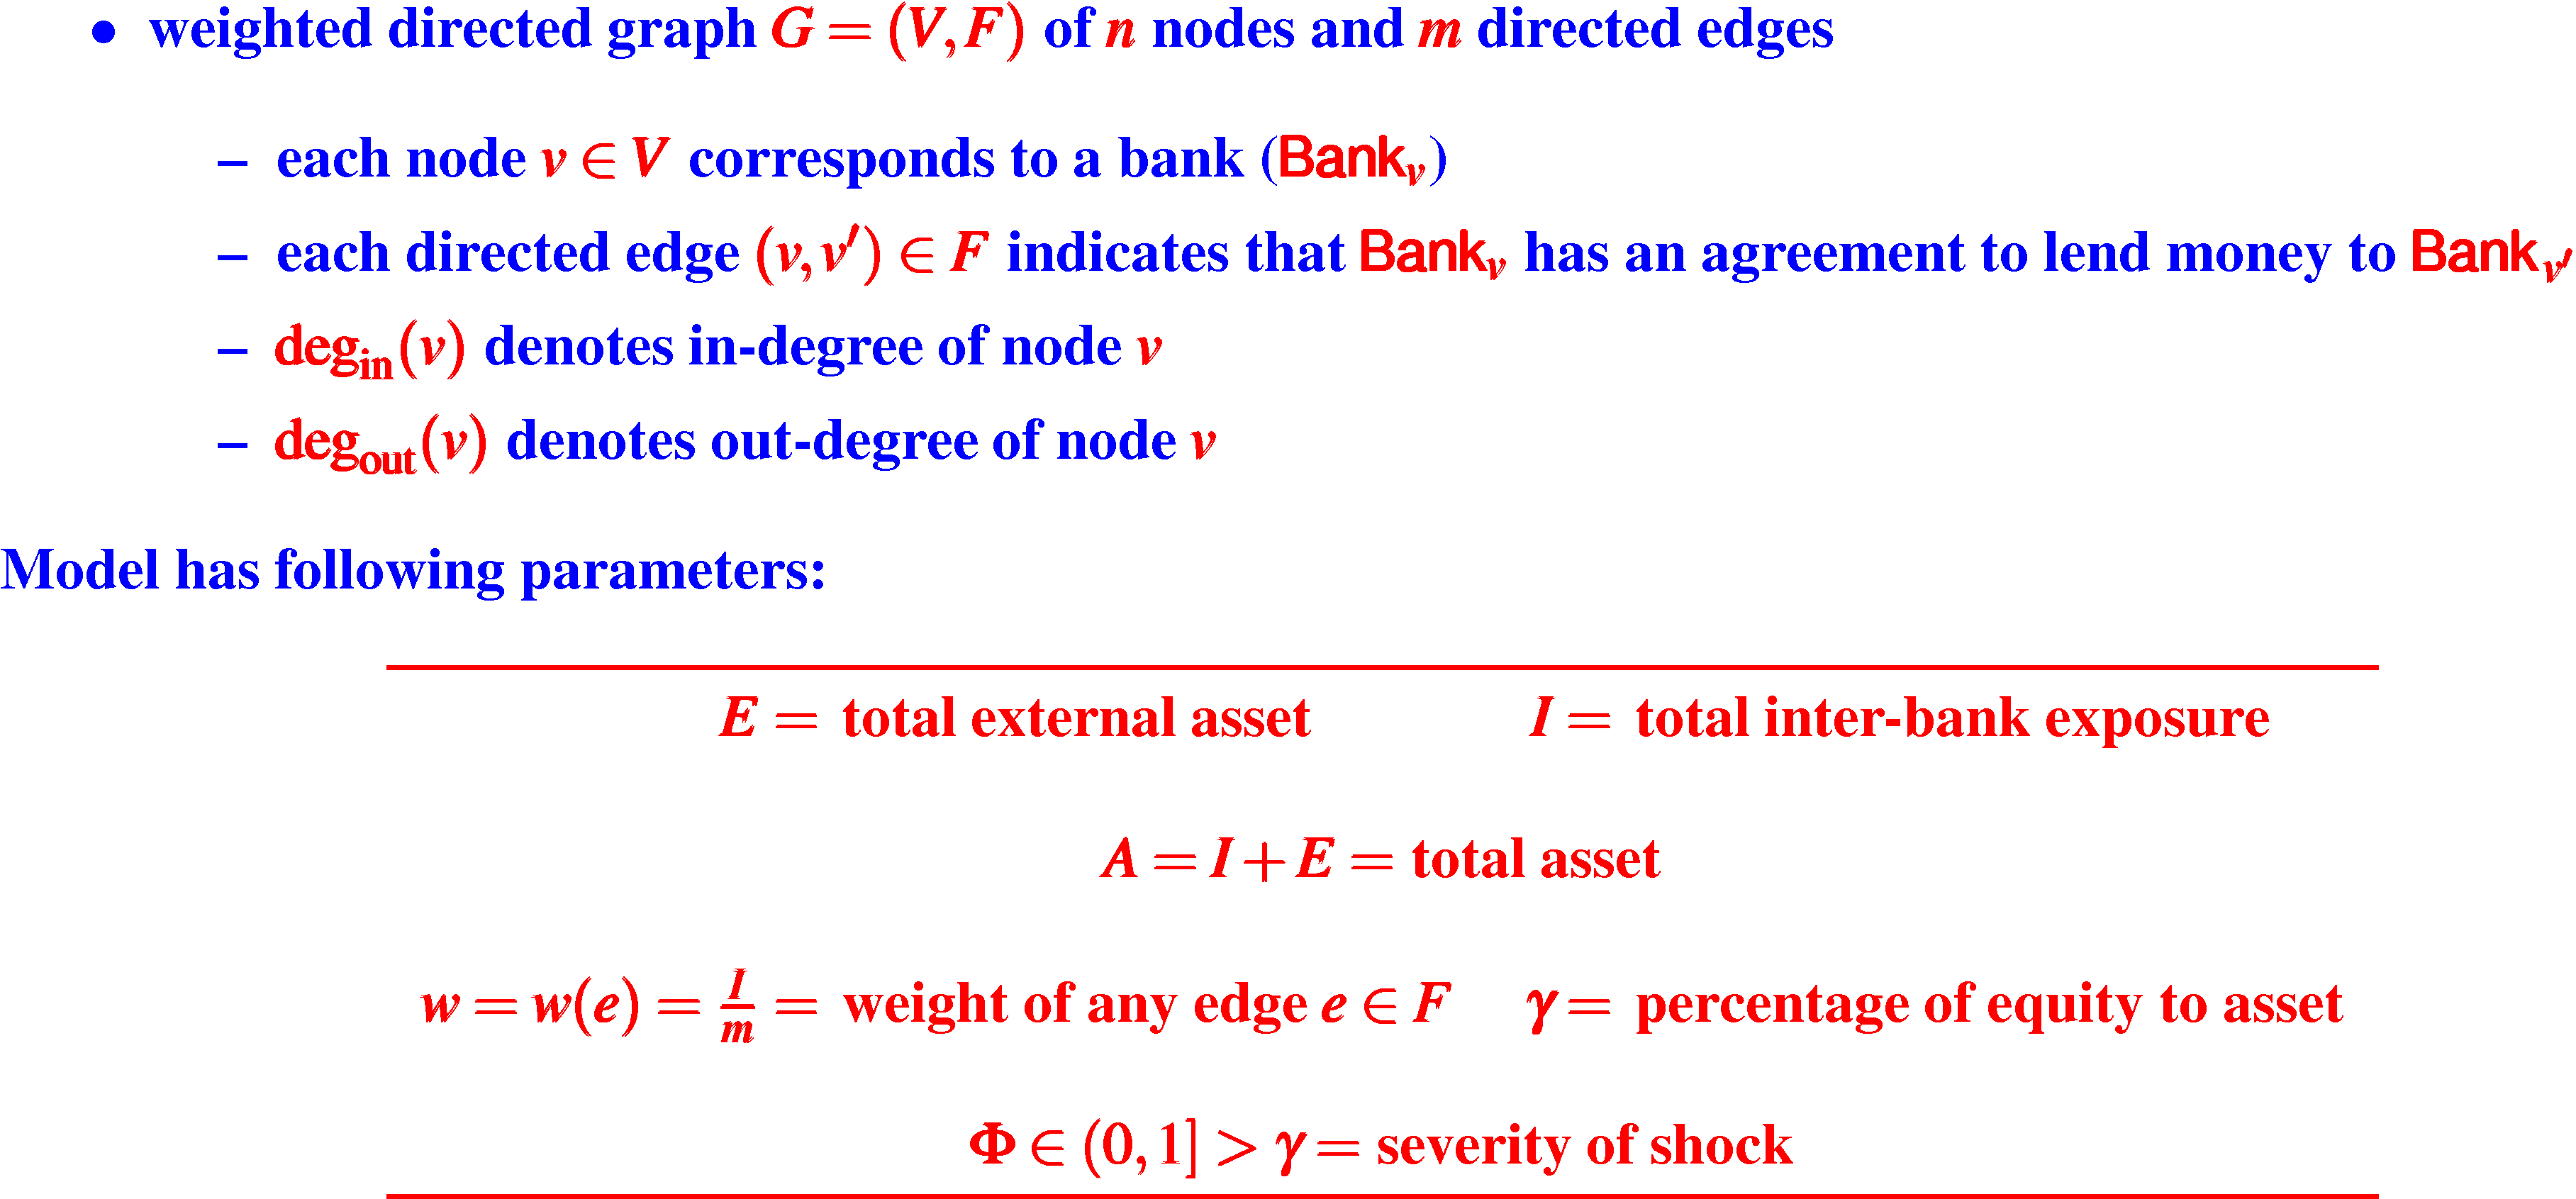 • weighted directed graph G = (V, F) of n nodes and m directed edges
– each node v ∈ V corresponds to a bank (Bank_v)
– each directed edge (v, v′) ∈ F indicates that Bank_v has an agreement to lend money to Bank_v′
– deg_in(v) denotes in-degree of node v
– deg_out(v) denotes out-degree of node v
Model has following parameters:
E = total external asset I = total inter-bank exposure
A = I + E = total asset
w = w(e) = I/m = weight of any edge e ∈ F γ = percentage of equity to asset
Φ ∈ (0, 1] > γ = severity of shock